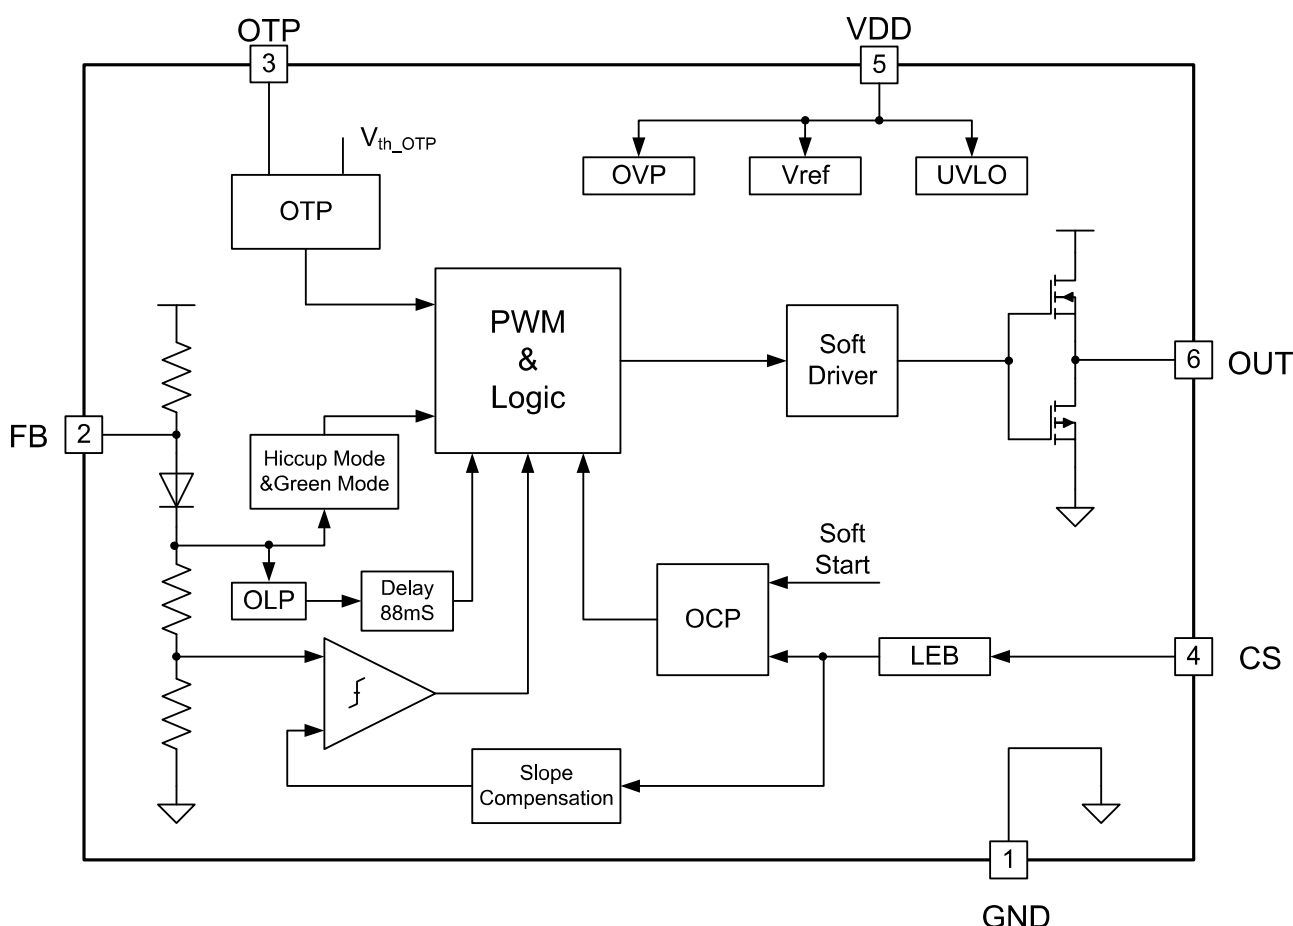 OTP
3
VDD
5
Vth_OTP
OVP
Vref
UVLO
OTP
PWM
&
Logic
Soft
Driver
6
OUT
FB
2
Hiccup Mode
&Green Mode
Soft
Start
OLP
Delay
88mS
OCP
LEB
4
CS
Slope
Compensation
1
GND